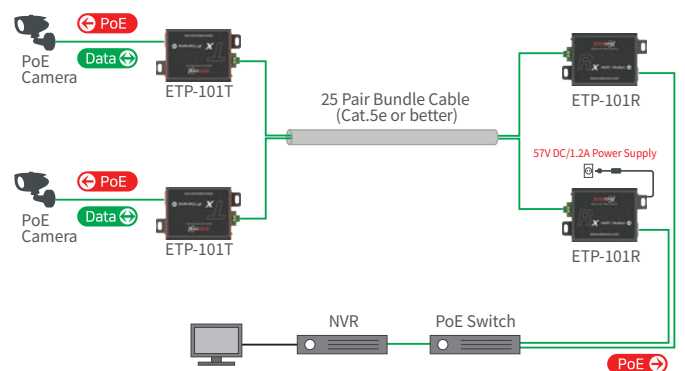 PoE
Data
PoE
Camera
ETP-101T
25 Pair Bundle Cable
(Cat.5e or better)
ETP-101R
57V DC/1.2A Power Supply
PoE
Data
PoE
Camera
ETP-101T
ETP-101R
NVR
PoE Switch
PoE